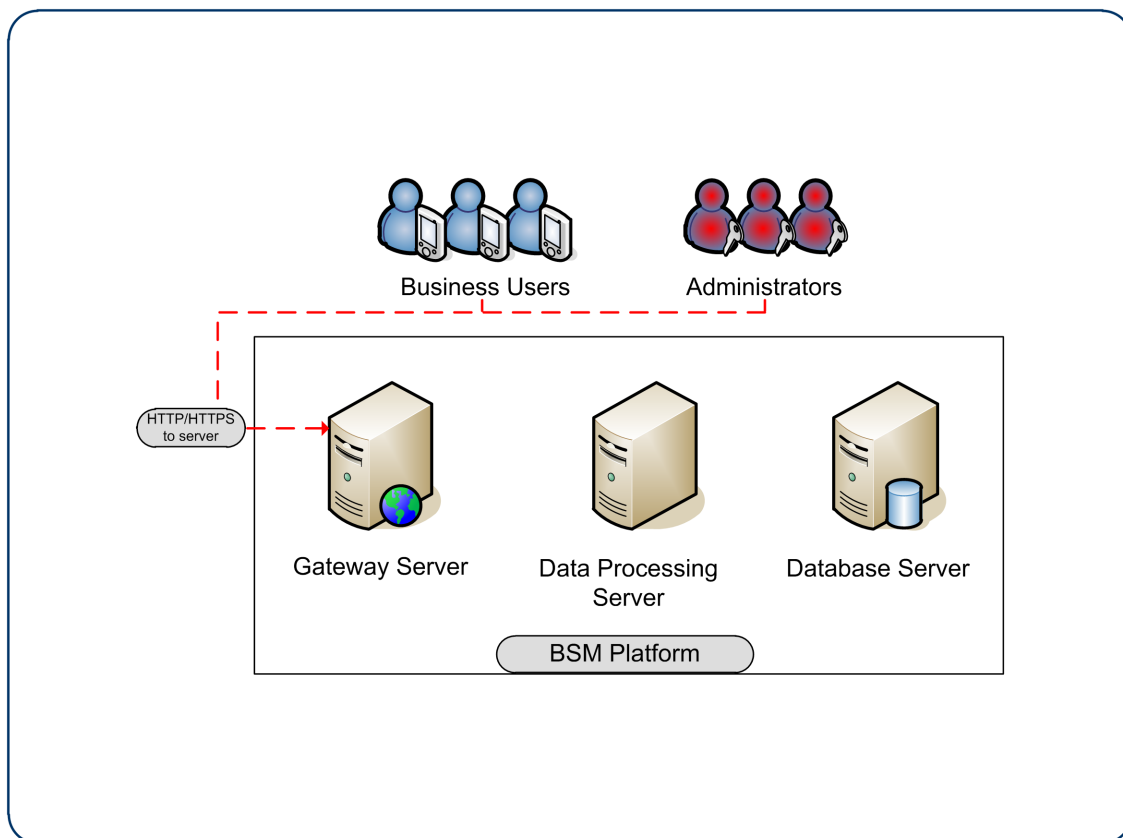 Business Users
Administrators
HTTP/HTTPS
to server
Gateway Server
Data Processing
Server
Database Server
BSM Platform